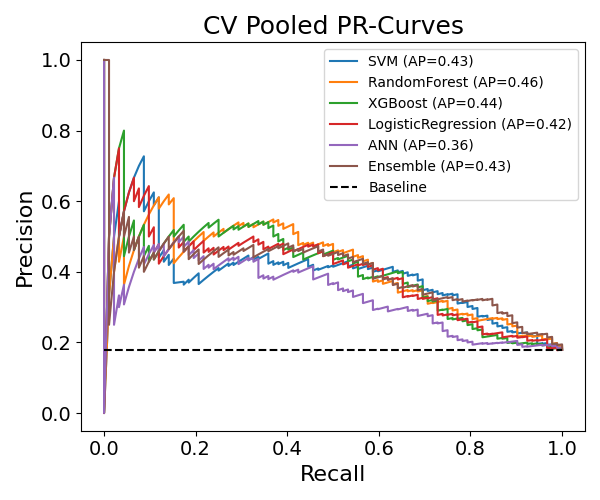 CV Pooled PR-Curves
SVM (AP=0.43)
RandomForest (AP=0.46)
XGBoost (AP=0.44)
LogisticRegression (AP=0.42)
ANN (AP=0.36)
Ensemble (AP=0.43)
Baseline
Precision
1.0
0.8
0.6
0.4
0.2
0.0
0.0 0.2 0.4 0.6 0.8 1.0
Recall